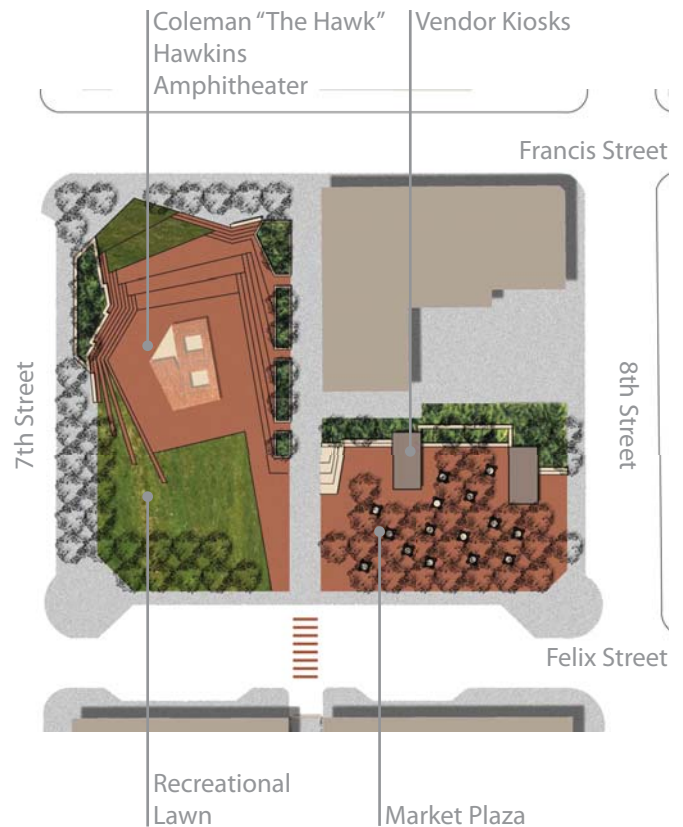 Coleman “The Hawk”
Hawkins
Amphitheater
Vendor Kiosks
Francis Street
7th Street
8th Street
Felix Street
Recreational
Lawn
Market Plaza